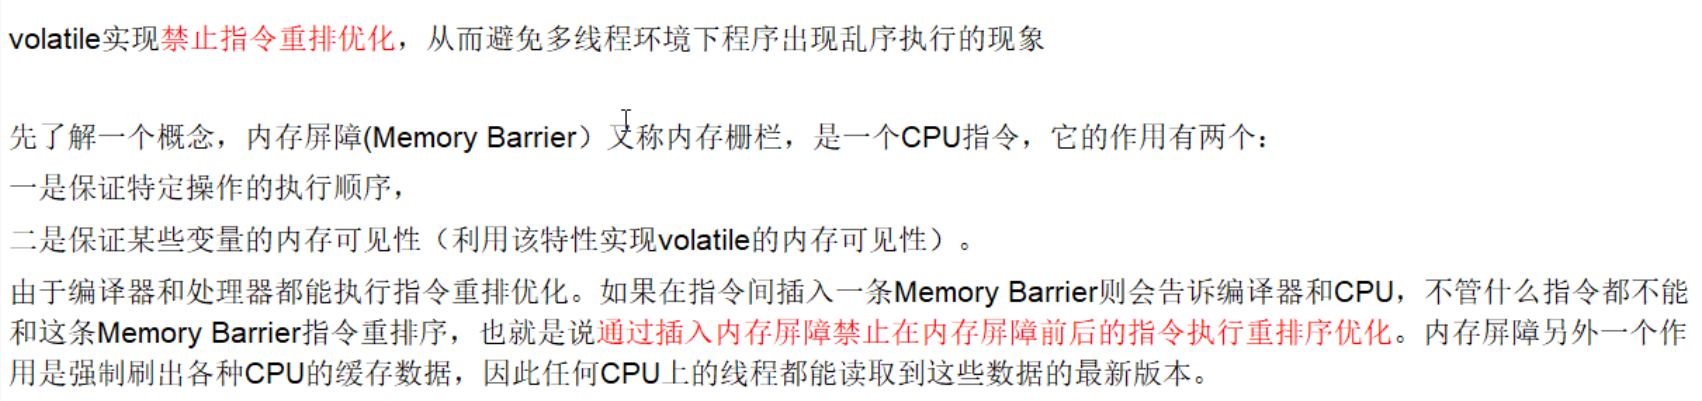 volatile实现禁止指令重排优化，从而避免多线程环境下程序出现乱序执行的现象
先了解一个概念，内存屏障(Memory Barrier）又称内存栅栏，是一个CPU指令，它的作用有两个：
一是保证特定操作的执行顺序，
二是保证某些变量的内存可见性（利用该特性实现volatile的内存可见性）。
由于编译器和处理器都能执行指令重排优化。如果在指令间插入一条Memory Barrier则会告诉编译器和CPU，不管什么指令都不能
和这条Memory Barrier指令重排序，也就是说通过插入内存屏障禁止在内存屏障前后的指令执行重排序优化。内存屏障另外一个作
用是强制刷出各种CPU的缓存数据，因此任何CPU上的线程都能读取到这些数据的最新版本。